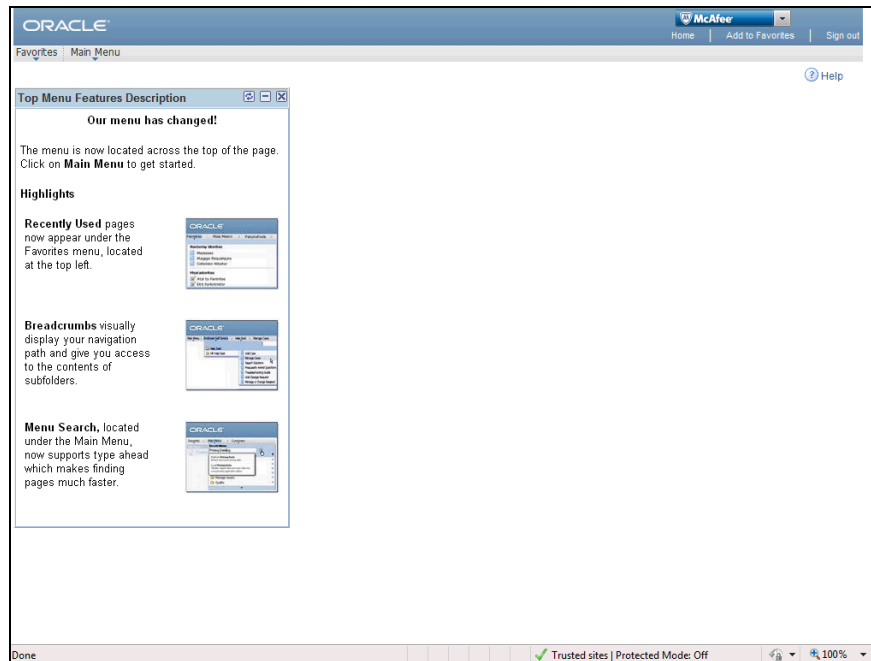 ORACLE
McAfee
Home | Add to Favorites | Sign out
Favorites Main Menu
Help
Top Menu Features Description
Our menu has changed!
The menu is now located across the top of the page.
Click on Main Menu to get started.
Highlights
Recently Used pages
now appear under the
Favorites menu, located
at the top left.
ORACLE
Breadcrumbs visually
display your navigation
path and give you access
to the contents of
subfolders.
ORACLE
Menu Search, located
under the Main Menu,
now supports type ahead
which makes finding
pages much faster.
ORACLE
Done
Trusted sites | Protected Mode: Off
100%